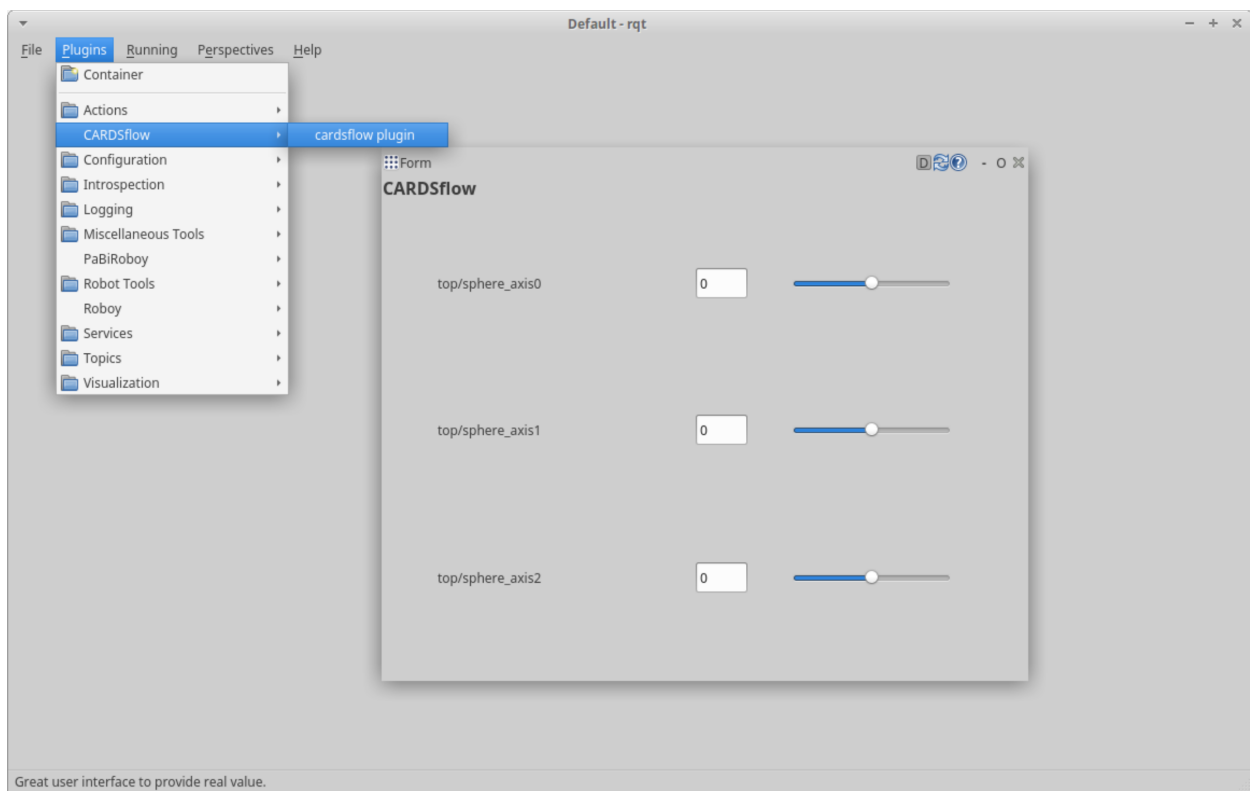 Default - rqt
File Plugins Running Perspectives Help
Container
Actions
CARDSflow
cardsflow plugin
Configuration
Introspection
Logging
Miscellaneous Tools
PaBiRoboy
Robot Tools
Roboy
Services
Topics
Visualization
Form
D ? - O
CARDSflow
top/sphere_axis0 0
top/sphere_axis1 0
top/sphere_axis2 0
Great user interface to provide real value.